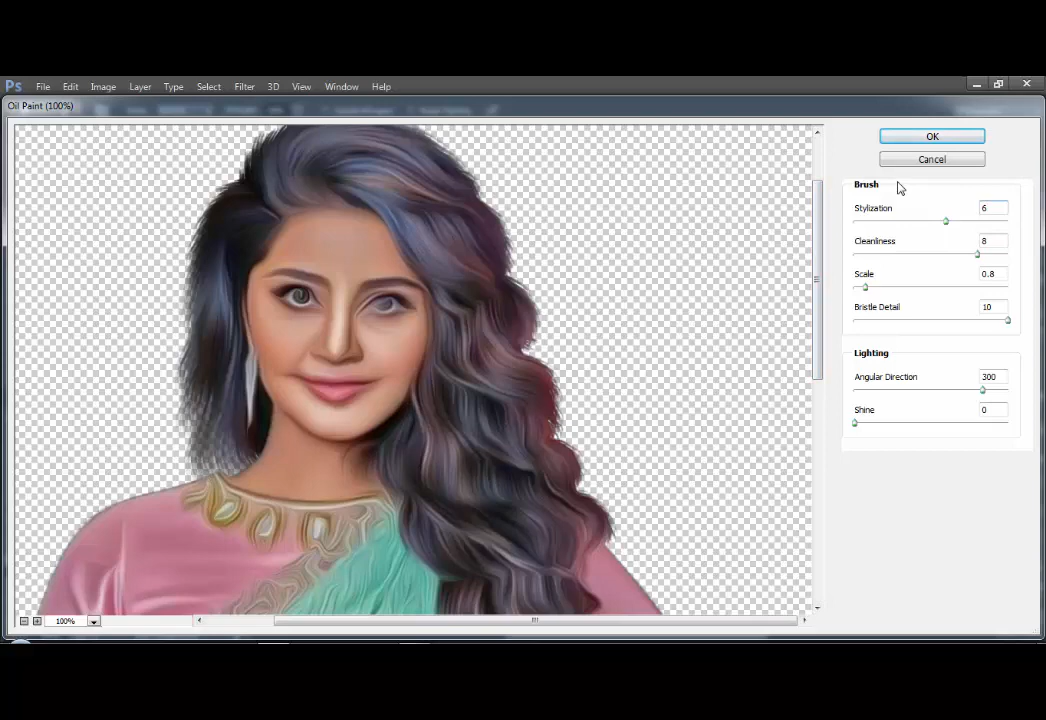 Ps File Edit Image Layer Type Select Filter 3D View Window Help
Oil Paint (100%)
OK
Cancel
Brush
Stylization 6
Cleanliness 8
Scale 0.8
Bristle Detail 10
Lighting
Angular Direction 300
Shine 0
100%